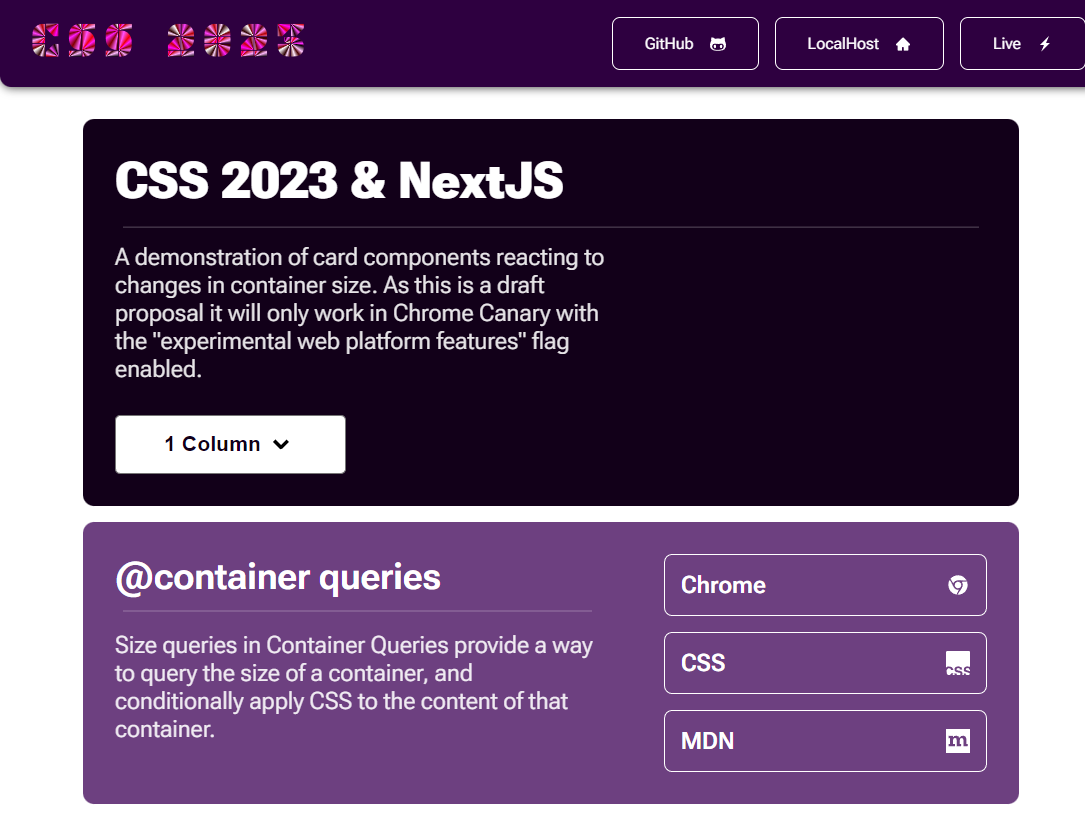 CSS 2023
GitHub
LocalHost
Live
CSS 2023 & NextJS
A demonstration of card components reacting to
changes in container size. As this is a draft
proposal it will only work in Chrome Canary with
the "experimental web platform features" flag
enabled.
1 Column
@container queries
Size queries in Container Queries provide a way
to query the size of a container, and
conditionally apply CSS to the content of that
container.
Chrome
CSS
css
MDN
m